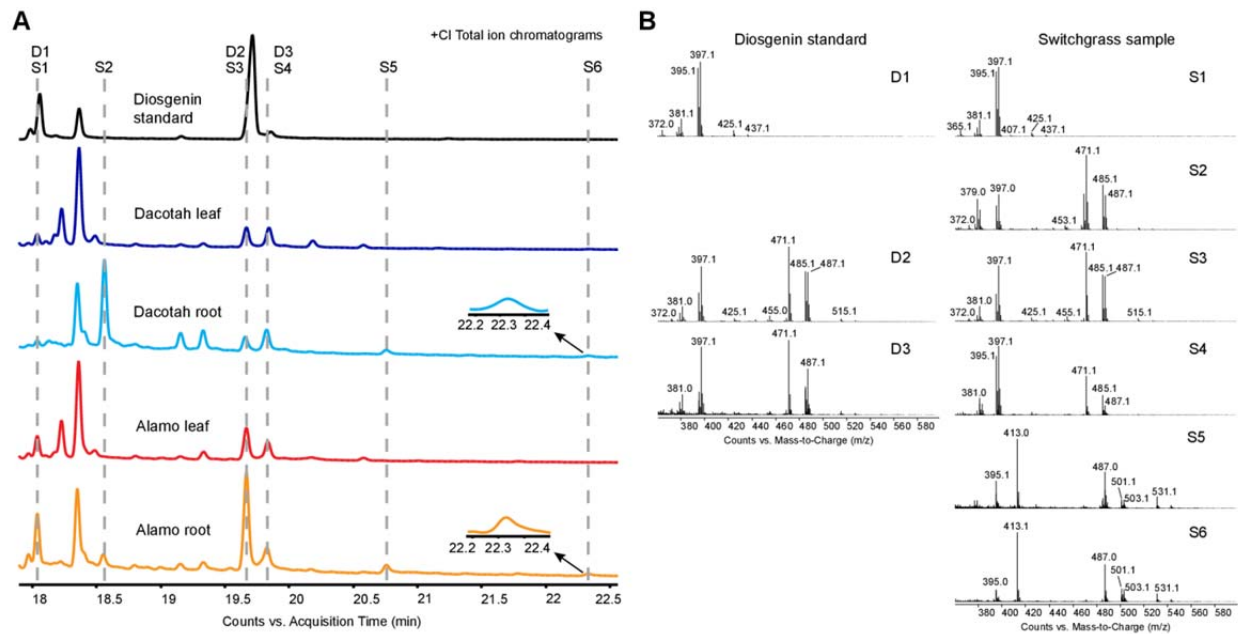 A
+CI Total ion chromatograms
D1 D2 D3
S1 S2 S3 S4 S5 S6
Diosgenin
standard
Dacotah leaf
Dacotah root
22.2 22.3 22.4
Alamo leaf
Alamo root
22.2 22.3 22.4
18 18.5 19 19.5 20 20.5 21 21.5 22 22.5
Counts vs. Acquisition Time (min)
B
Diosgenin standard
D1
397.1
395.1
381.1
372.0
425.1
437.1
D2
471.1
397.1
485.1 487.1
381.0
372.0
425.1
455.0
515.1
D3
471.1
397.1
487.1
381.0
380 400 420 440 460 480 500 520 540 560 580
Counts vs. Mass-to-Charge (m/z)
Switchgrass sample
S1
397.1
395.1
381.1
365.1
407.1
425.1
437.1
S2
471.1
485.1
487.1
379.0
397.0
372.0
453.1
S3
471.1
397.1
485.1 487.1
381.0
372.0
425.1
455.1
515.1
S4
397.1
395.1
471.1
485.1
487.1
381.0
S5
413.0
395.1
487.0
501.1
503.1
531.1
S6
413.1
395.0
487.0
501.1
503.1
531.1
380 400 420 440 460 480 500 520 540 560 580
Counts vs. Mass-to-Charge (m/z)